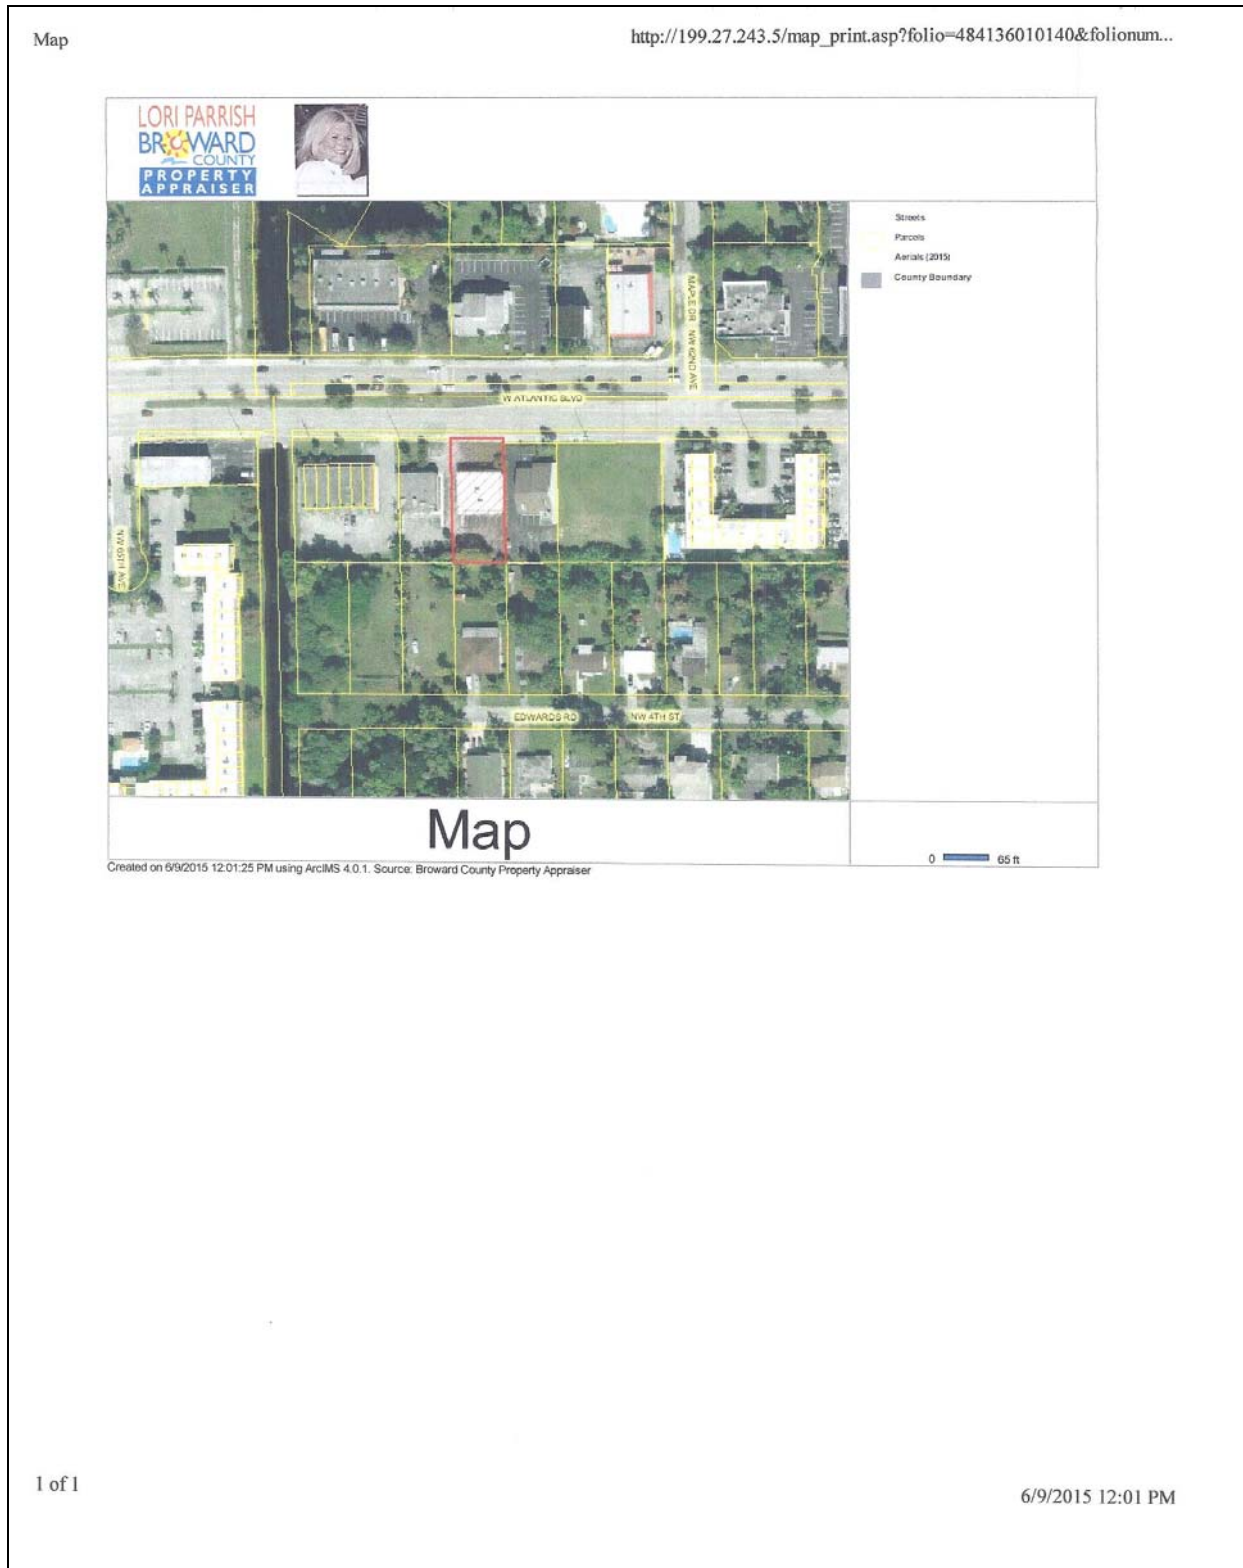 Map
http://199.27.243.5/map_print.asp?folio=484136010140&folionum...
LORI PARRISH
BROWARD
COUNTY
PROPERTY
APPRAISER
Streets
Parcels
Aerials (2015)
County Boundary
MAPLE DR NW 62ND AVE
W ATLANTIC BLVD
NW 65TH AVE
EDWARDS RD
NW 4TH ST
Map
0 65 ft
Created on 6/9/2015 12:01:25 PM using ArcIMS 4.0.1. Source: Broward County Property Appraiser
1 of 1
6/9/2015 12:01 PM